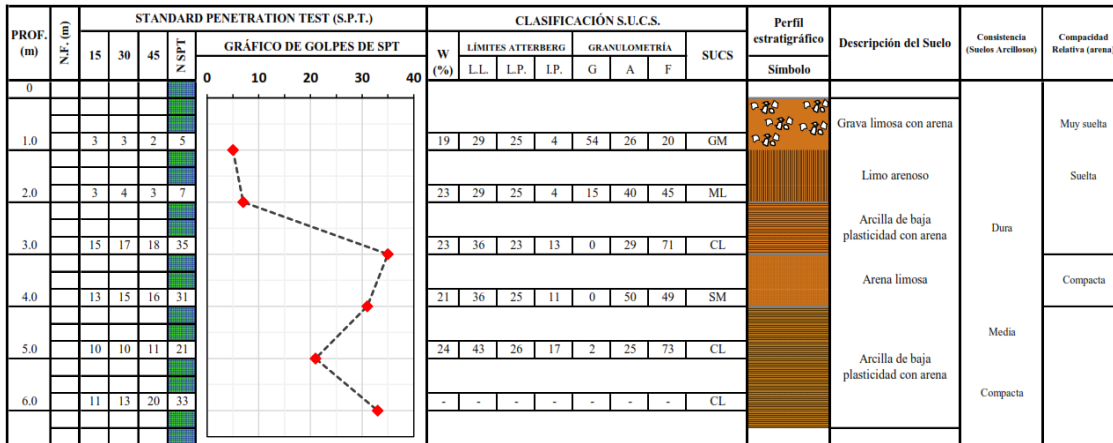 STANDARD PENETRATION TEST (S.P.T.) CLASIFICACIÓN S.U.C.S.
PROF. (m) N.F. (m) 15 30 45 N SPT GRÁFICO DE GOLPES DE SPT W (%) LÍMITES ATTERBERG GRANULOMETRÍA SUCS Perfil estratigráfico Descripción del Suelo Consistencia (Suelos Arcillosos) Compacidad Relativa (arena)
L.L. L.P. I.P. G A F Símbolo
0 10 20 30 40
0
Grava limosa con arena Muy suelta
1.0 3 3 2 5 19 29 25 4 54 26 20 GM
Limo arenoso Suelta
2.0 3 4 3 7 23 29 25 4 15 40 45 ML
Arcilla de baja
plasticidad con arena Dura
3.0 15 17 18 35 23 36 23 13 0 29 71 CL
Arena limosa Compacta
4.0 13 15 16 31 21 36 25 11 0 50 49 SM
Media
5.0 10 10 11 21 24 43 26 17 2 25 73 CL
Arcilla de baja
plasticidad con arena
Compacta
6.0 11 13 20 33 - - - - - - - CL